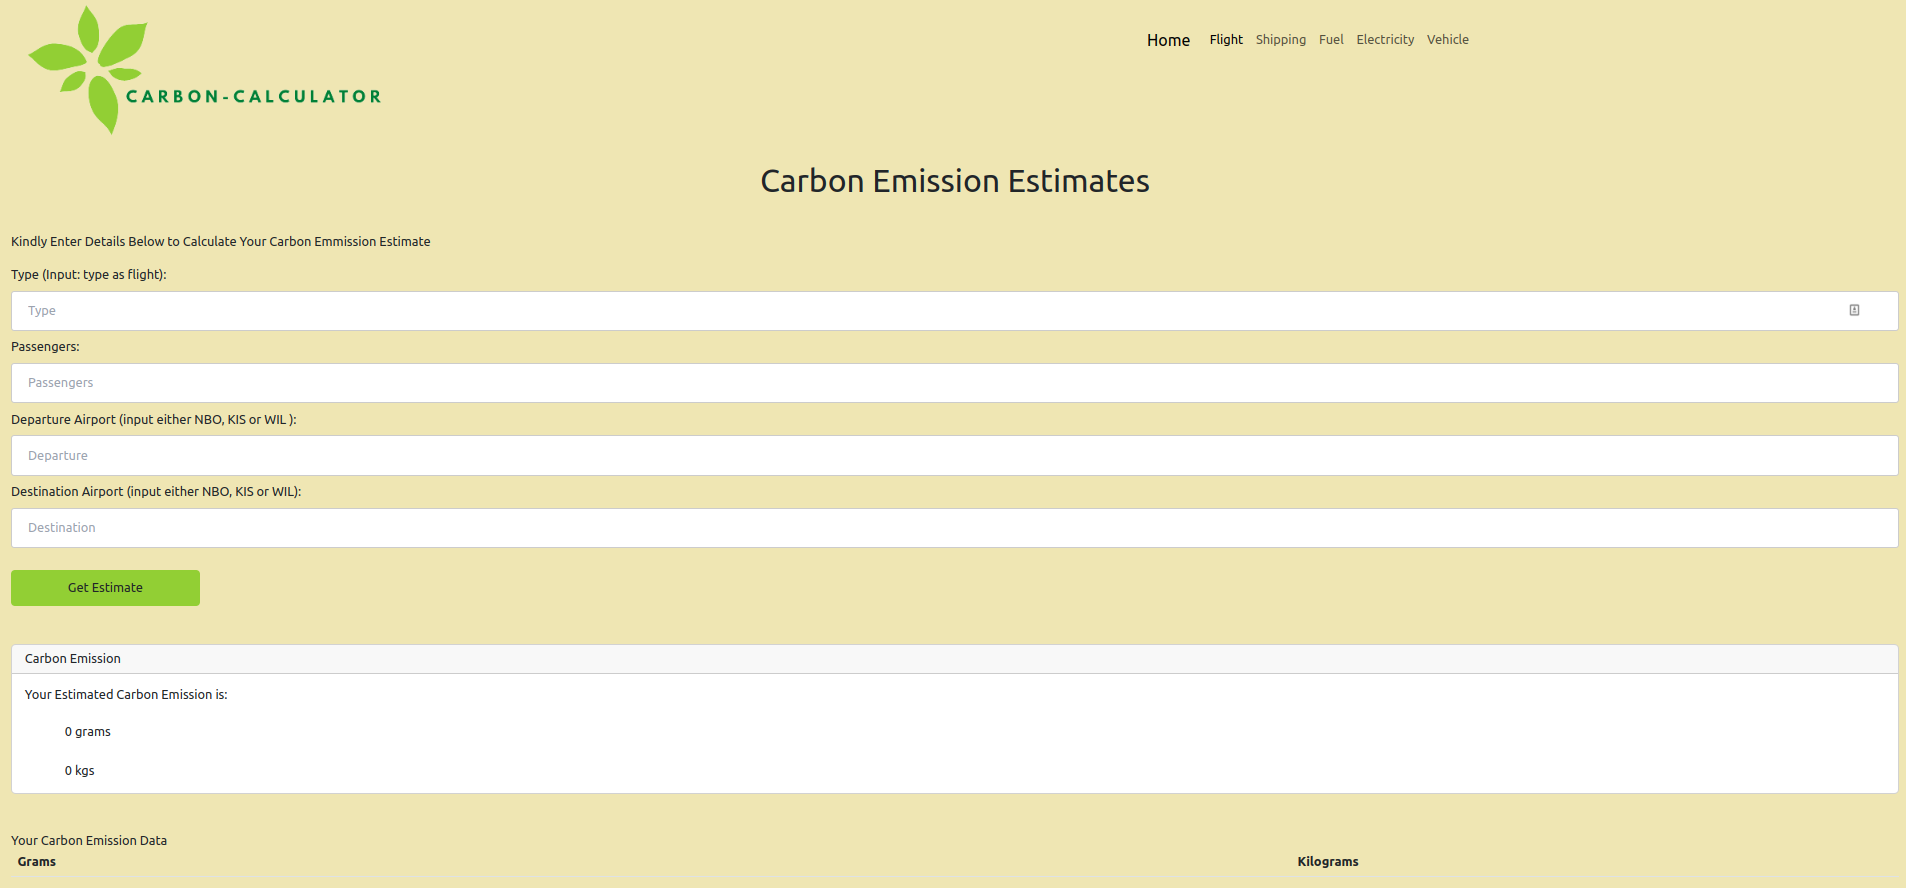 Home Flight Shipping Fuel Electricity Vehicle
CARBON-CALCULATOR
Carbon Emission Estimates
Kindly Enter Details Below to Calculate Your Carbon Emmission Estimate
Type (Input: type as flight):
Type
Passengers:
Passengers
Departure Airport (input either NBO, KIS or WIL ):
Departure
Destination Airport (input either NBO, KIS or WIL):
Destination
Get Estimate
Carbon Emission
Your Estimated Carbon Emission is:
0 grams
0 kgs
Your Carbon Emission Data
Grams Kilograms